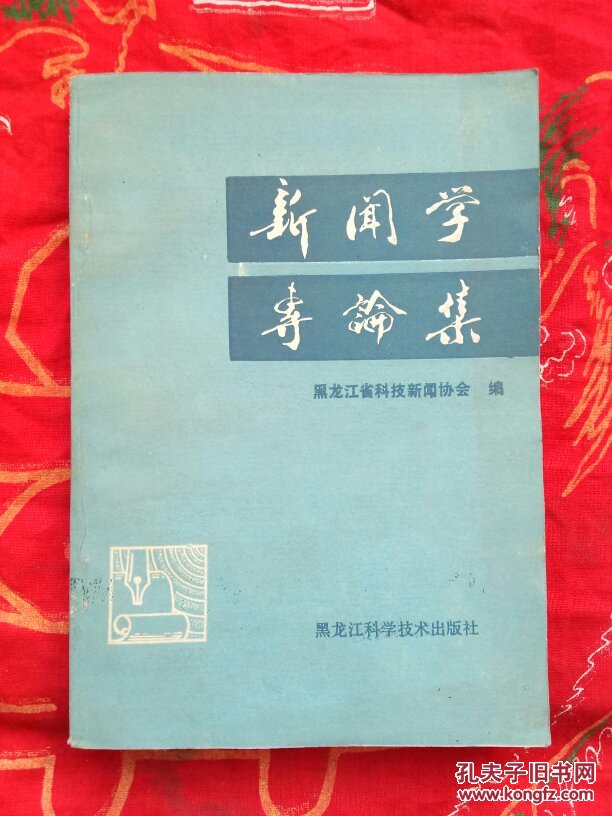 新闻学
专論集
黑龙江省科技新闻协会 编
黑龙江科学技术出版社
孔夫子旧书网
www.kongfz.com